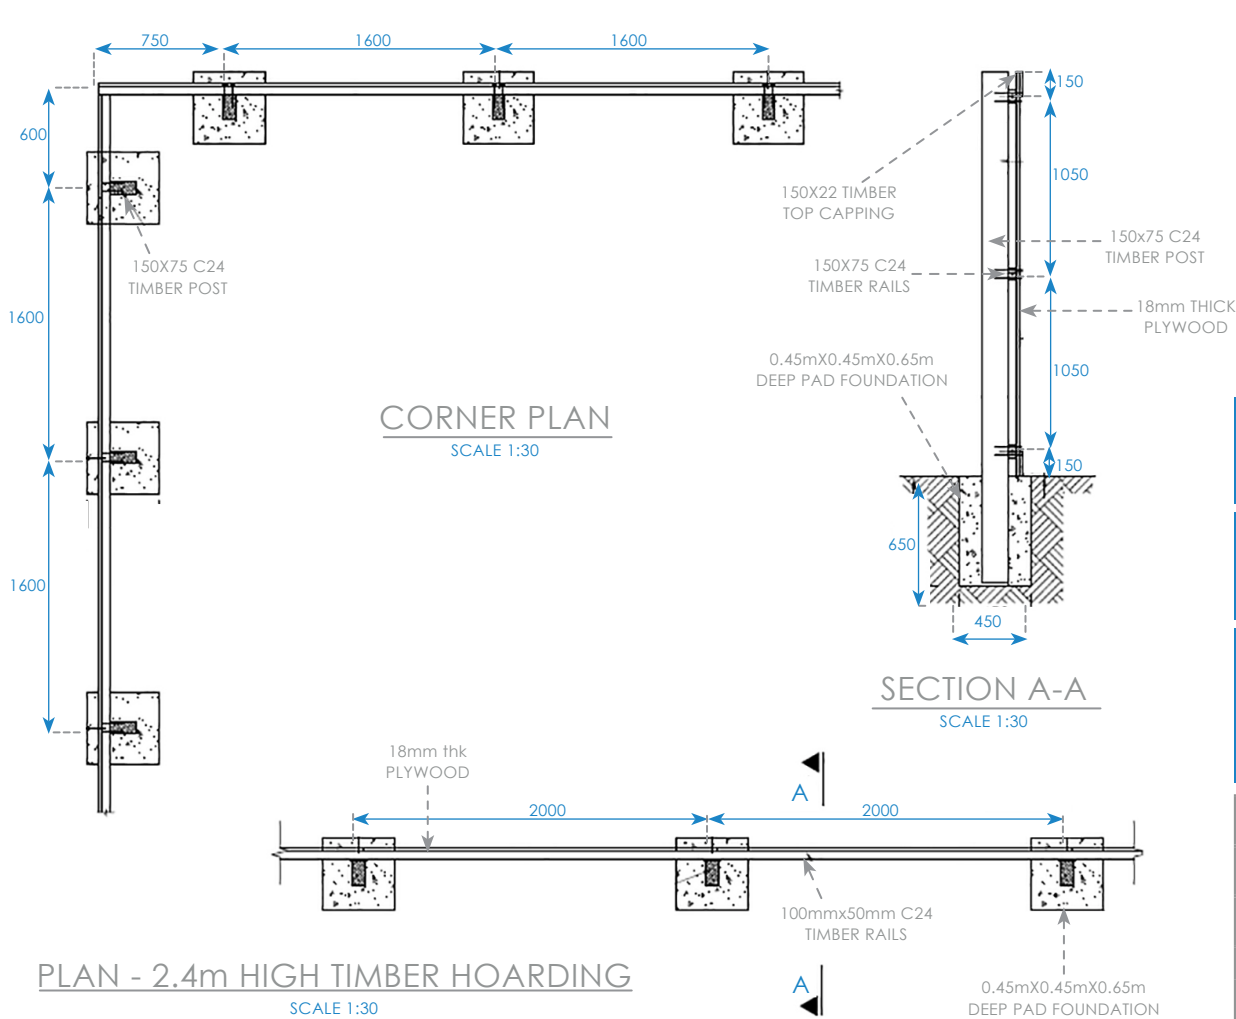 750
1600
1600
600
1600
1600
150X75 C24
TIMBER POST
CORNER PLAN
SCALE 1:30
150
1050
1050
150
150X22 TIMBER
TOP CAPPING
150x75 C24
TIMBER POST
150X75 C24
TIMBER RAILS
18mm THICK
PLYWOOD
0.45mX0.45mX0.65m
DEEP PAD FOUNDATION
650
450
SECTION A-A
SCALE 1:30
18mm thk
PLYWOOD
A
2000
2000
100mmx50mm C24
TIMBER RAILS
A
0.45mX0.45mX0.65m
DEEP PAD FOUNDATION
PLAN - 2.4m HIGH TIMBER HOARDING
SCALE 1:30